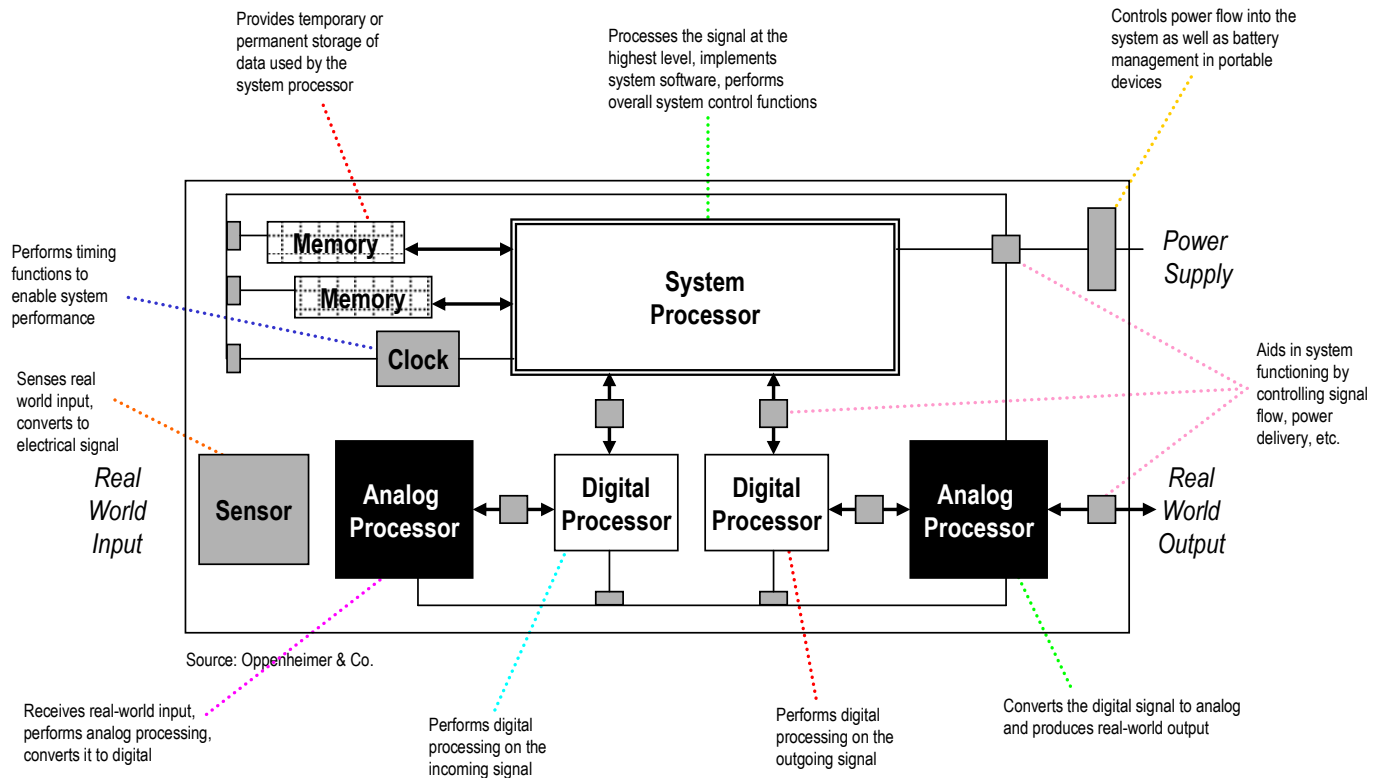 Provides temporary or
permanent storage of
data used by the
system processor
Processes the signal at the
highest level, implements
system software, performs
overall system control functions
Controls power flow into the
system as well as battery
management in portable
devices
Performs timing
functions to
enable system
performance
Senses real
world input,
converts to
electrical signal
Memory
Memory
Clock
System
Processor
Power
Supply
Aids in system
functioning by
controlling signal
flow, power
delivery, etc.
Real
World
Input
Sensor
Analog
Processor
Digital
Processor
Digital
Processor
Analog
Processor
Real
World
Output
Source: Oppenheimer & Co.
Receives real-world input,
performs analog processing,
converts it to digital
Performs digital
processing on the
incoming signal
Performs digital
processing on the
outgoing signal
Converts the digital signal to analog
and produces real-world output